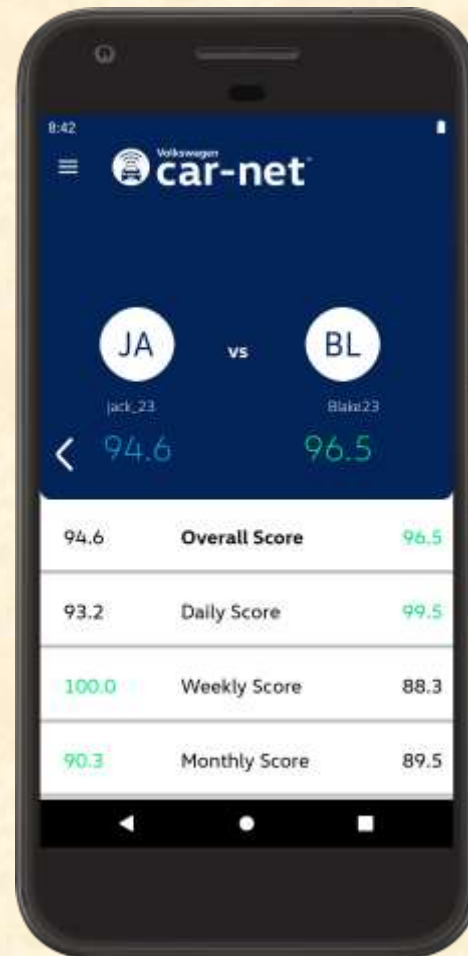 8:42
Volkswagen
car-net
JA vs BL
jack_23 Blake23
94.6 96.5
94.6 Overall Score 96.5
93.2 Daily Score 99.5
100.0 Weekly Score 88.3
90.3 Monthly Score 89.5